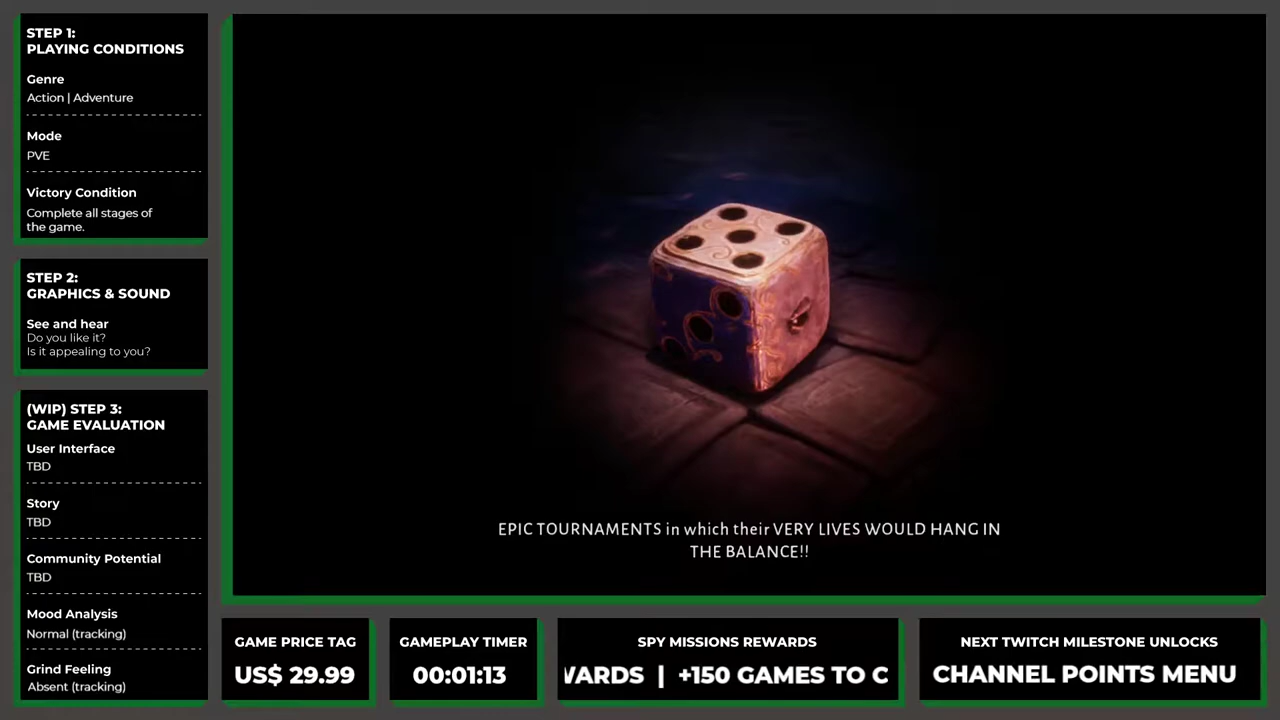 STEP 1:
PLAYING CONDITIONS
Genre
Action | Adventure
Mode
PVE
Victory Condition
Complete all stages of
the game.
STEP 2:
GRAPHICS & SOUND
See and hear
Do you like it?
Is it appealing to you?
(WIP) STEP 3:
GAME EVALUATION
User Interface
TBD
Story
TBD
Community Potential
TBD
Mood Analysis
Normal (tracking)
Grind Feeling
Absent (tracking)
EPIC TOURNAMENTS in which their VERY LIVES WOULD HANG IN
THE BALANCE!!
GAME PRICE TAG
US$ 29.99
GAMEPLAY TIMER
00:01:13
SPY MISSIONS REWARDS
WARDS | +150 GAMES TO C
NEXT TWITCH MILESTONE UNLOCKS
CHANNEL POINTS MENU